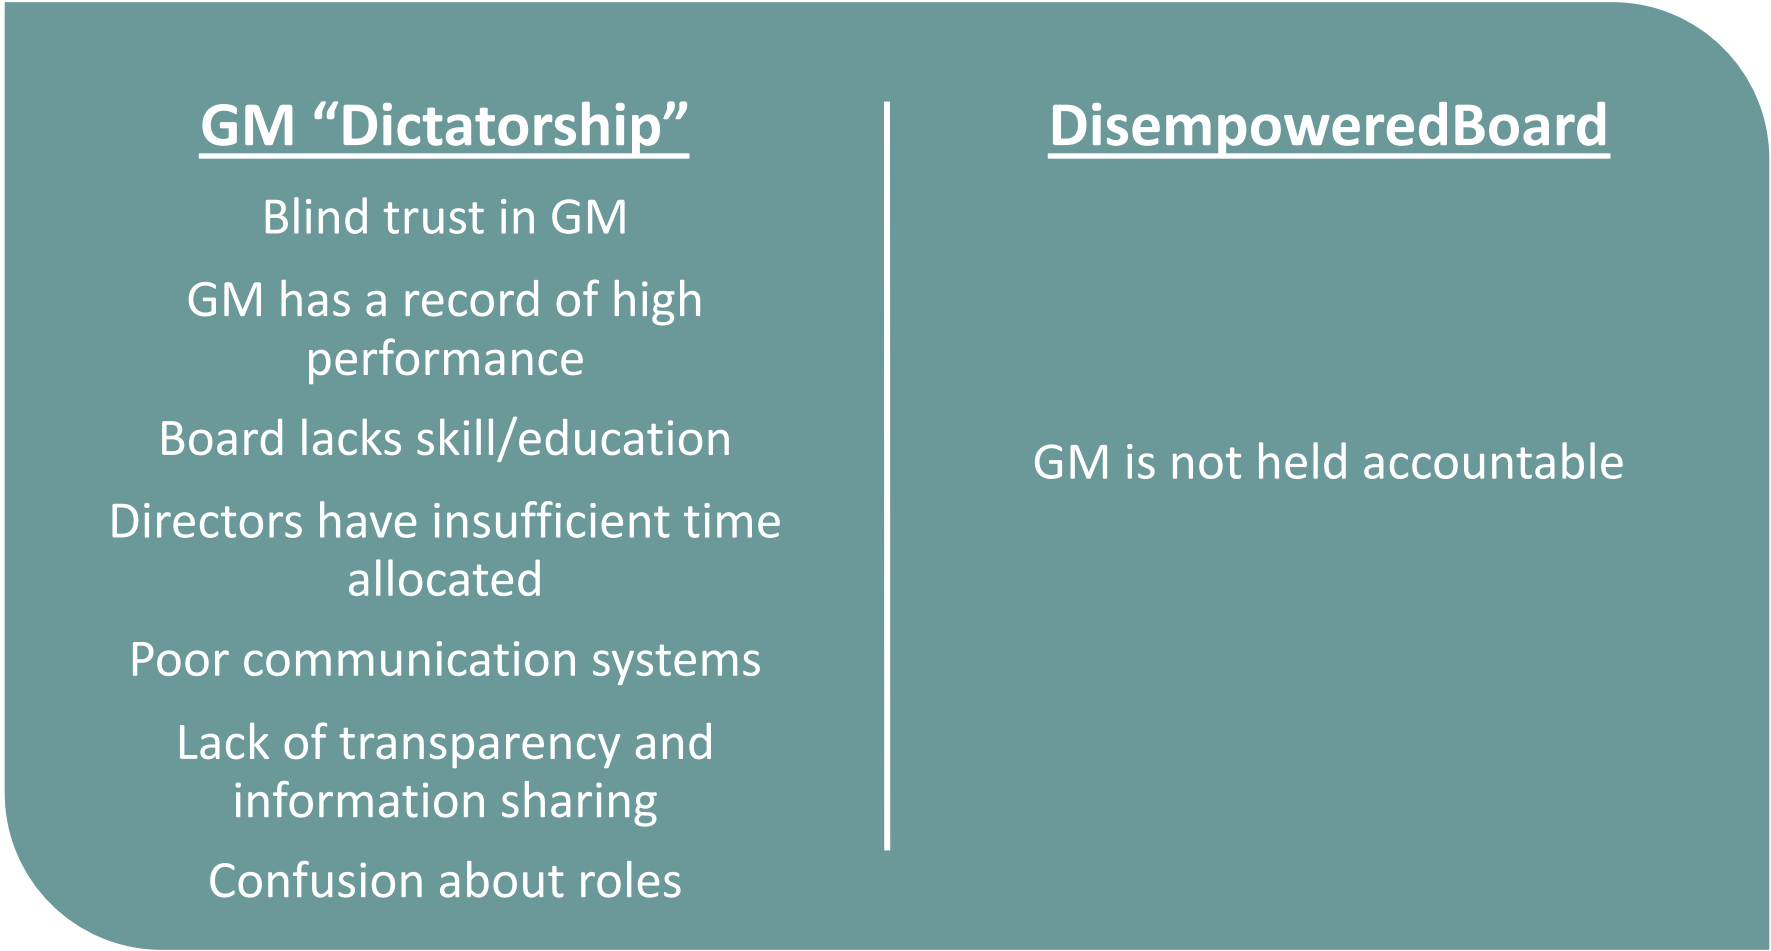 GM “Dictatorship”
Blind trust in GM
GM has a record of high
performance
Board lacks skill/education
Directors have insufficient time
allocated
Poor communication systems
Lack of transparency and
information sharing
Confusion about roles
DisempoweredBoard
GM is not held accountable